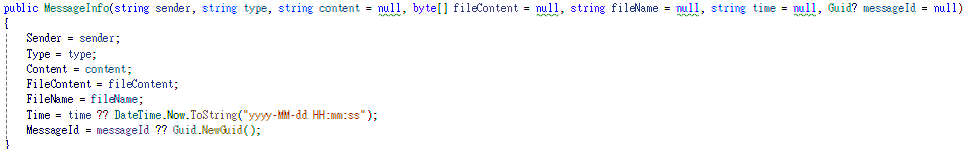 public MessageInfo(string sender, string type, string content = null, byte[] fileContent = null, string fileName = null, string time = null, Guid? messageId = null)
{
Sender = sender;
Type = type;
Content = content;
FileContent = fileContent;
FileName = fileName;
Time = time ?? DateTime.Now.ToString("yyyy-MM-dd HH:mm:ss");
MessageId = messageId ?? Guid.NewGuid();
}